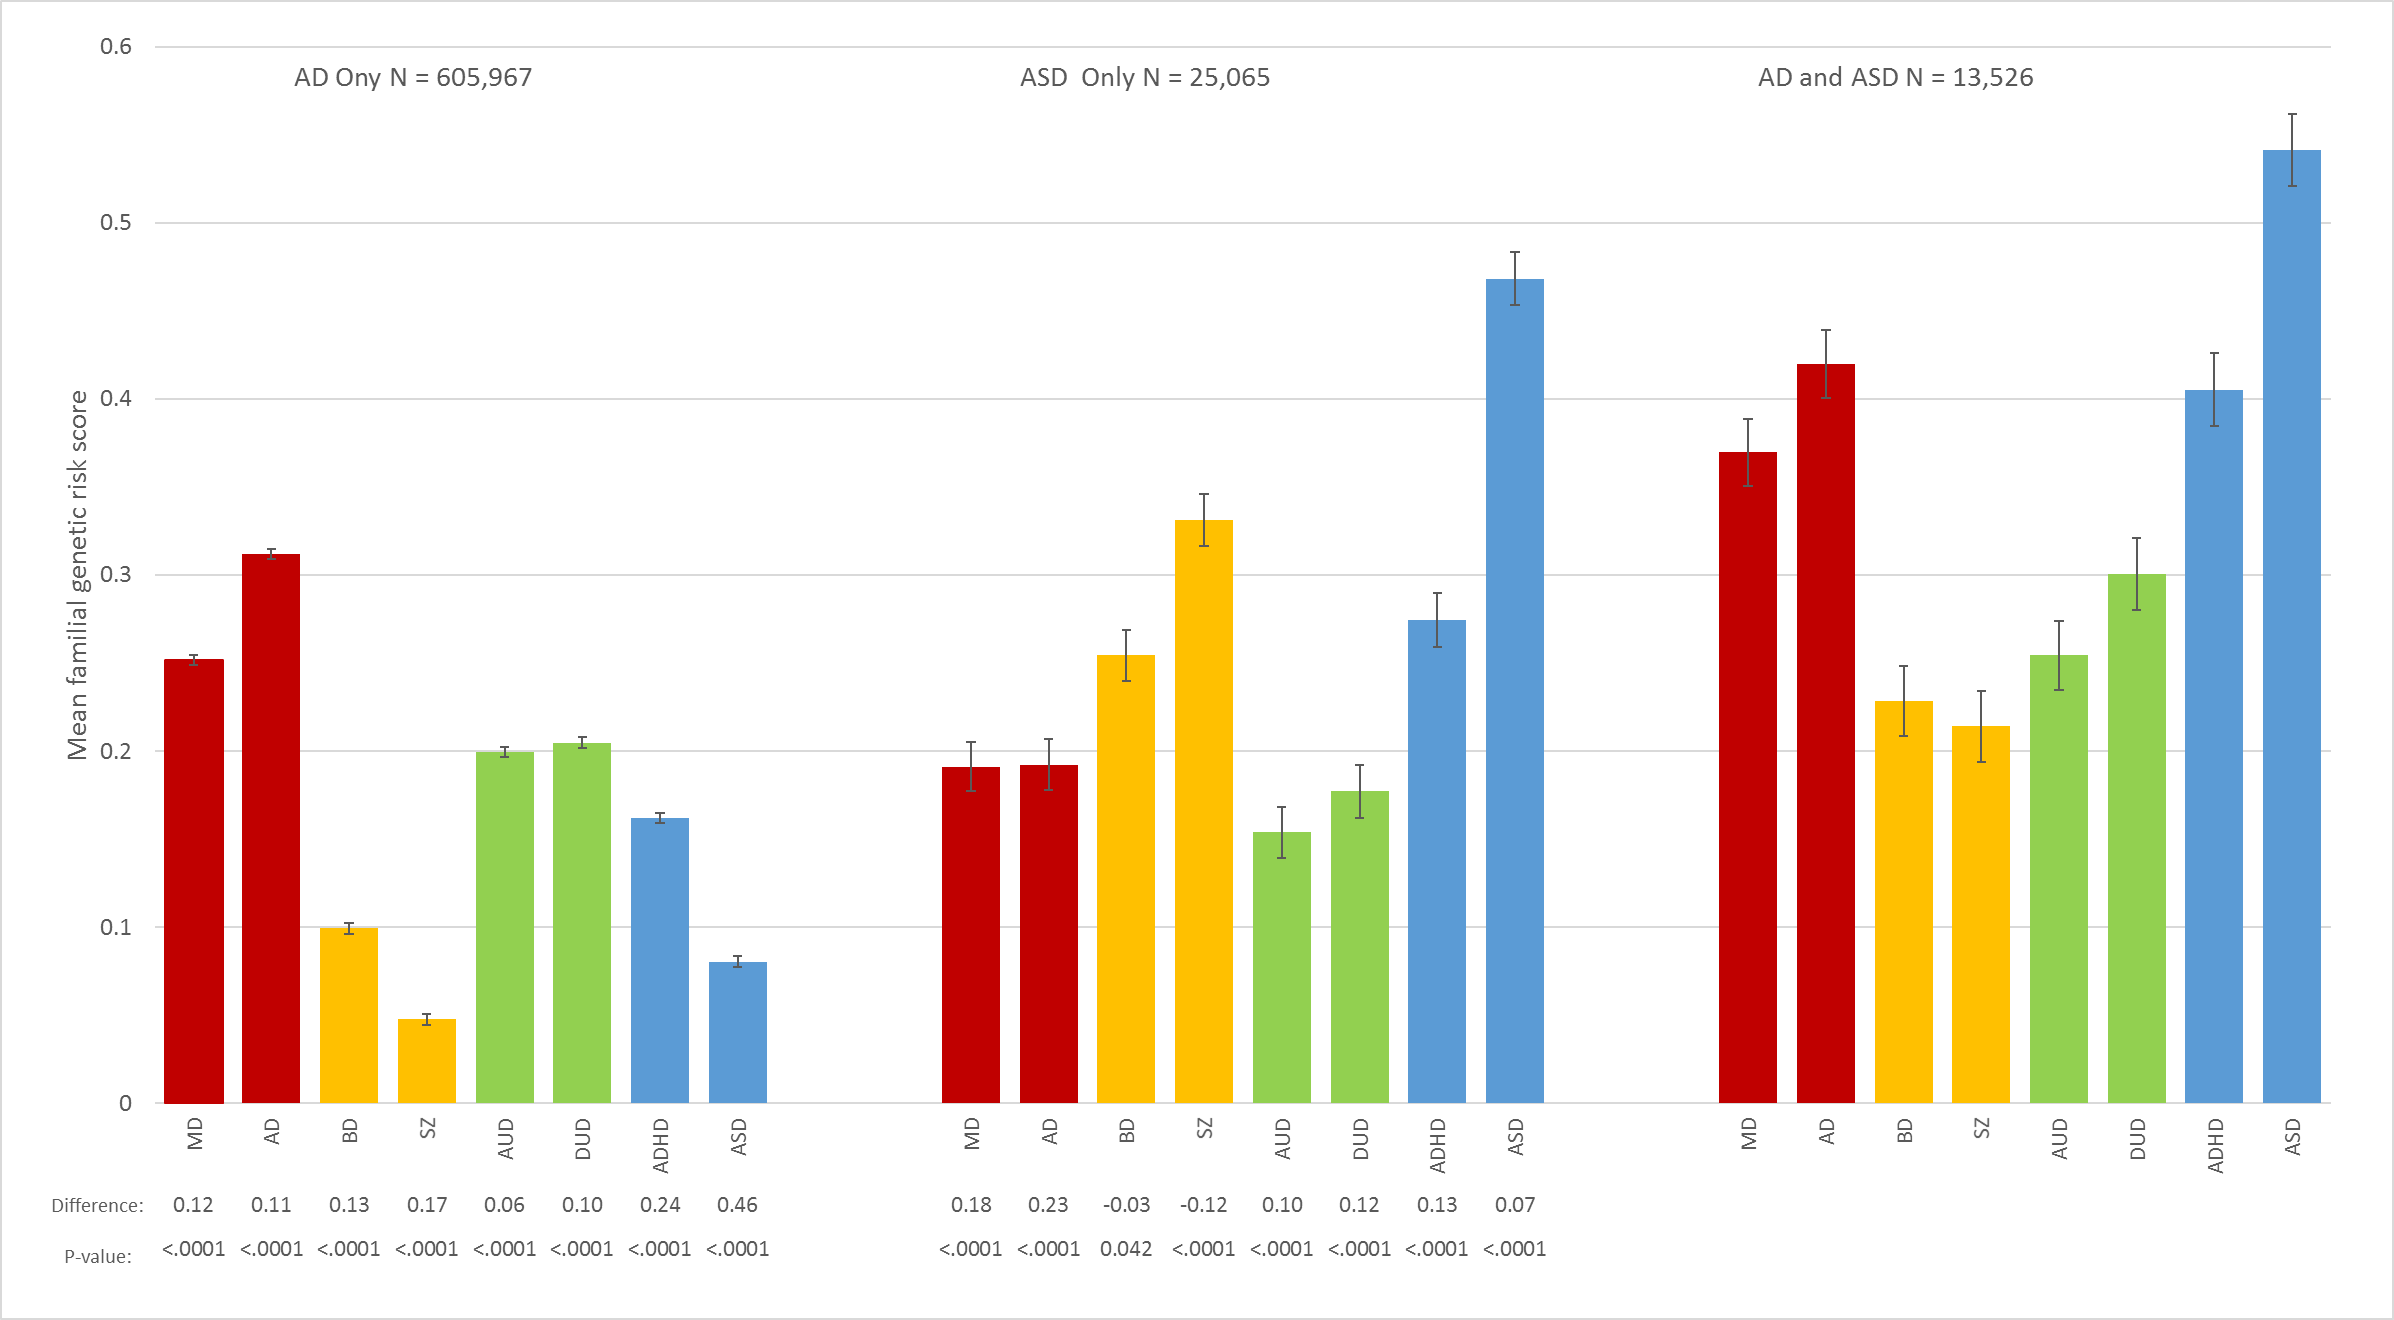 0.6
AD Ony N = 605,967
ASD Only N = 25,065
AD and ASD N = 13,526
0.5
0.4
0.3
0.2
0.1
0
Mean familial genetic risk score
MD AD BD SZ AUD DUD ADHD ASD
MD AD BD SZ AUD DUD ADHD ASD
MD AD BD SZ AUD DUD ADHD ASD
Difference: 0.12 0.11 0.13 0.17 0.06 0.10 0.24 0.46 0.18 0.23 -0.03 -0.12 0.10 0.12 0.13 0.07
P-value: <.0001 <.0001 <.0001 <.0001 <.0001 <.0001 <.0001 <.0001 <.0001 <.0001 0.042 <.0001 <.0001 <.0001 <.0001 <.0001